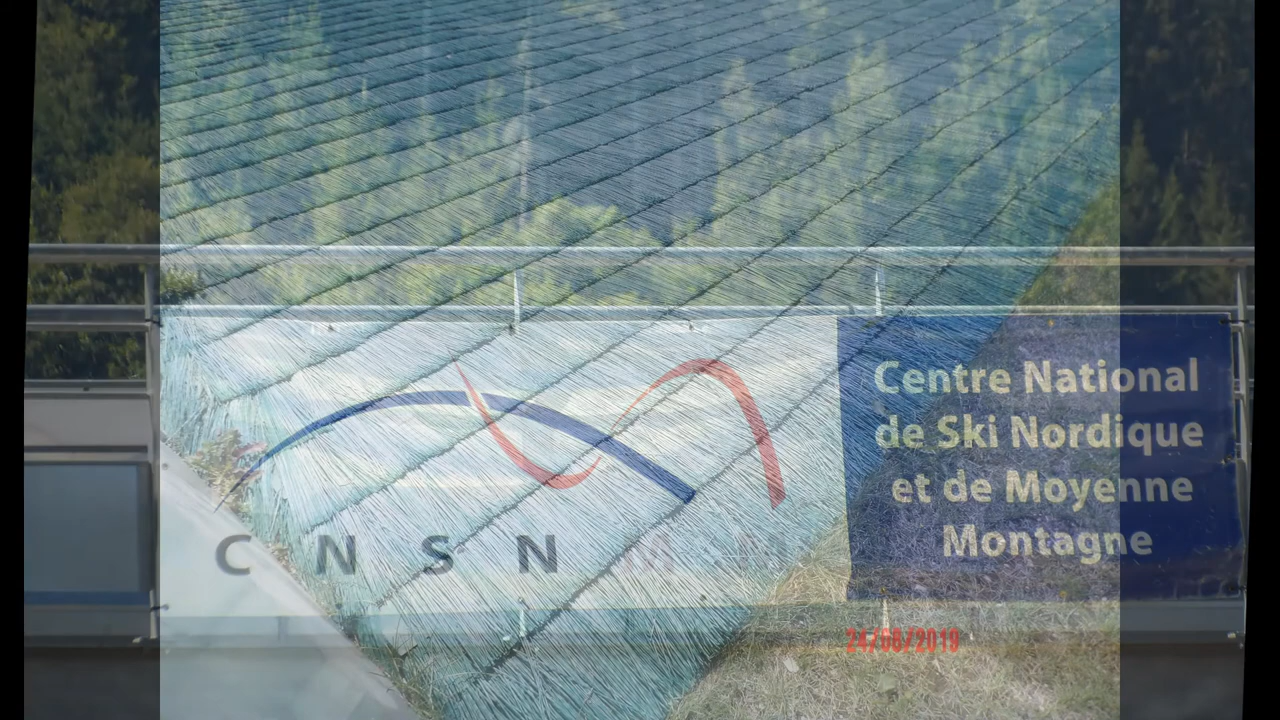 Centre National
de Ski Nordique
et de Moyenne
Montagne
C N S N M M
24/06/2019